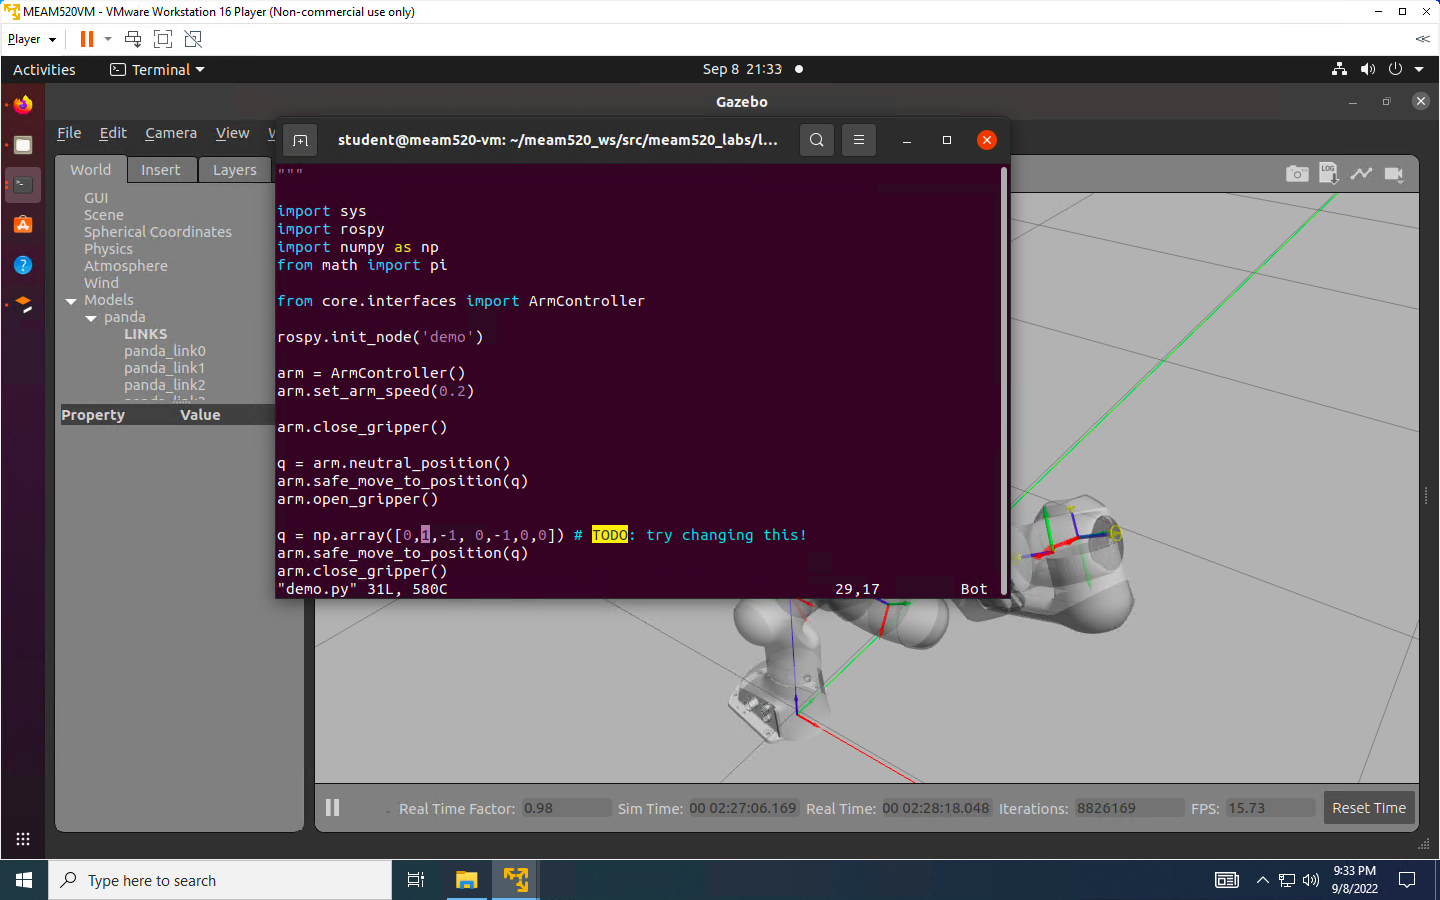 MEAM520VM - VMware Workstation 16 Player (Non-commercial use only)
Player
Activities
Terminal
Sep 8 21:33
Gazebo
File Edit Camera View
student@meam520-vm: ~/meam520_ws/src/meam520_labs/l...
World Insert Layers
GUI
Scene
Spherical Coordinates
Physics
Atmosphere
Wind
Models
panda
LINKS
panda_link0
panda_link1
panda_link2
Property Value
"""
import sys
import rospy
import numpy as np
from math import pi
from core.interfaces import ArmController
rospy.init_node('demo')
arm = ArmController()
arm.set_arm_speed(0.2)
arm.close_gripper()
q = arm.neutral_position()
arm.safe_move_to_position(q)
arm.open_gripper()
q = np.array([0,1,-1, 0,-1,0,0]) # TODO: try changing this!
arm.safe_move_to_position(q)
arm.close_gripper()
"demo.py" 31L, 580C 29,17 Bot
LOG
Real Time Factor: 0.98 Sim Time: 00 02:27:06.169 Real Time: 00 02:28:18.048 Iterations: 8826169 FPS: 15.73 Reset Time
Type here to search
9:33 PM
9/8/2022